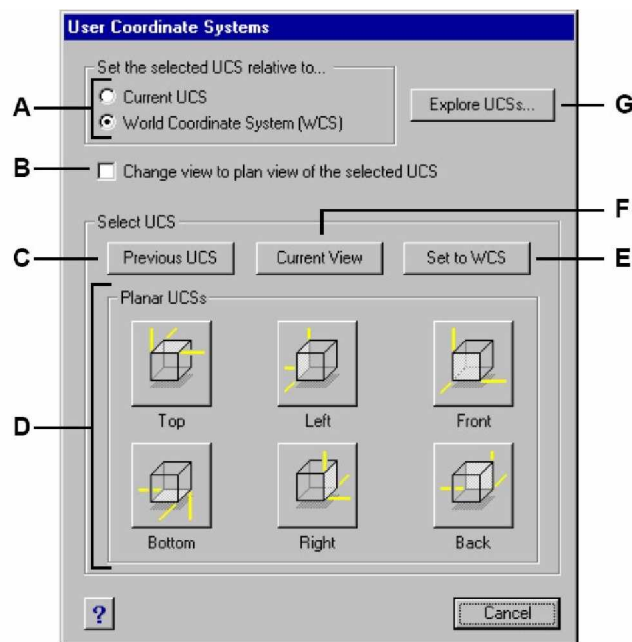 User Coordinate Systems
Set the selected UCS relative to...
A
Current UCS
World Coordinate System (WCS)
Explore UCSs...
G
B
Change view to plan view of the selected UCS
F
Select UCS
C
Previous UCS
Current View
Set to WCS
E
Planar UCSs
D
Top
Left
Front
Bottom
Right
Back
?
Cancel